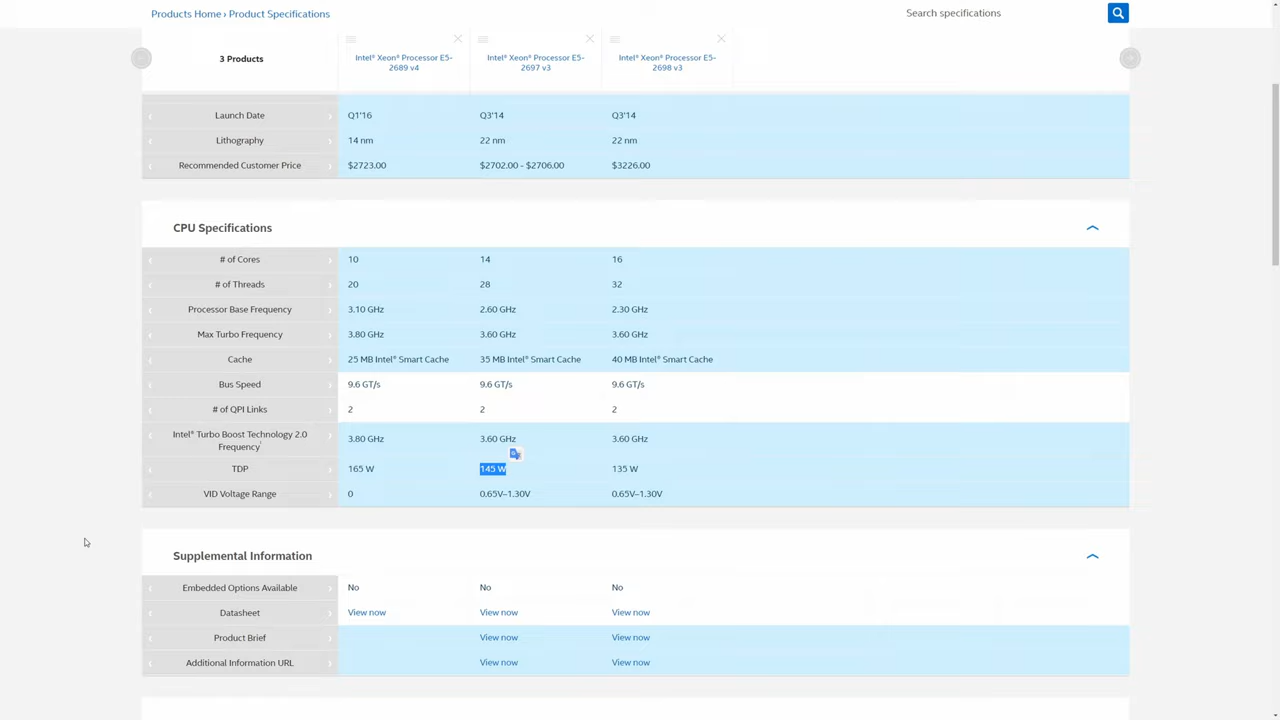 Products Home › Product Specifications
Search specifications
3 Products
Intel® Xeon® Processor E5-2689 v4
Intel® Xeon® Processor E5-2697 v3
Intel® Xeon® Processor E5-2698 v3
Launch Date Q1'16 Q3'14 Q3'14
Lithography 14 nm 22 nm 22 nm
Recommended Customer Price $2723.00 $2702.00 - $2706.00 $3226.00
CPU Specifications
# of Cores 10 14 16
# of Threads 20 28 32
Processor Base Frequency 3.10 GHz 2.60 GHz 2.30 GHz
Max Turbo Frequency 3.80 GHz 3.60 GHz 3.60 GHz
Cache 25 MB Intel® Smart Cache 35 MB Intel® Smart Cache 40 MB Intel® Smart Cache
Bus Speed 9.6 GT/s 9.6 GT/s 9.6 GT/s
# of QPI Links 2 2 2
Intel® Turbo Boost Technology 2.0 Frequency 3.80 GHz 3.60 GHz 3.60 GHz
TDP 165 W 145 W 135 W
VID Voltage Range 0 0.65V–1.30V 0.65V–1.30V
Supplemental Information
Embedded Options Available No No No
Datasheet View now View now View now
Product Brief View now View now
Additional Information URL View now View now